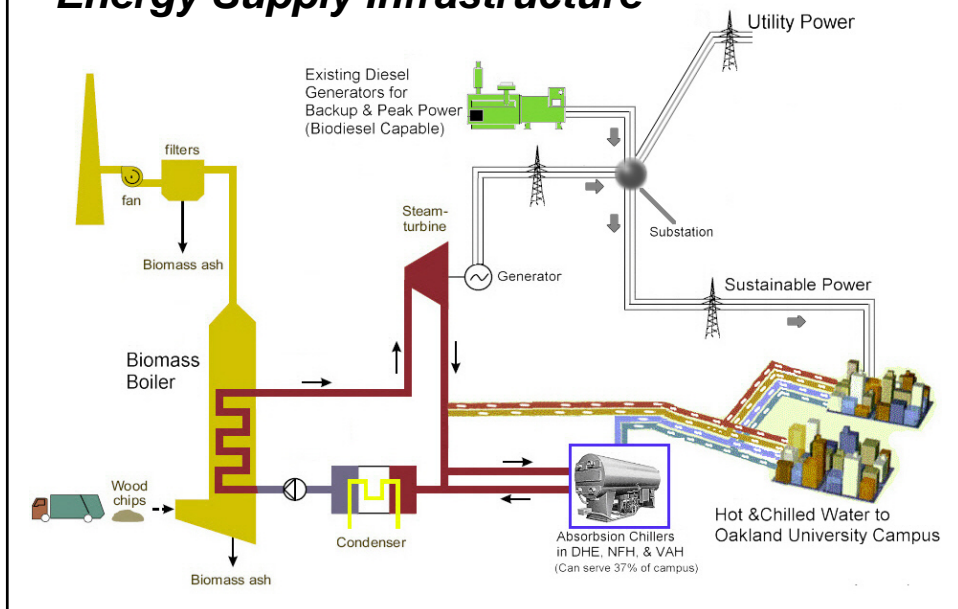 Energy Supply Infrastructure
Utility Power
Existing Diesel
Generators for
Backup & Peak Power
(Biodiesel Capable)
filters
fan
Steam-
turbine
Substation
Biomass ash
Generator
Sustainable Power
Biomass
Boiler
Wood
chips
Condenser
Absorbsion Chillers
in DHE, NFH, & VAH
(Can serve 37% of campus)
Hot &Chilled Water to
Oakland University Campus
Biomass ash